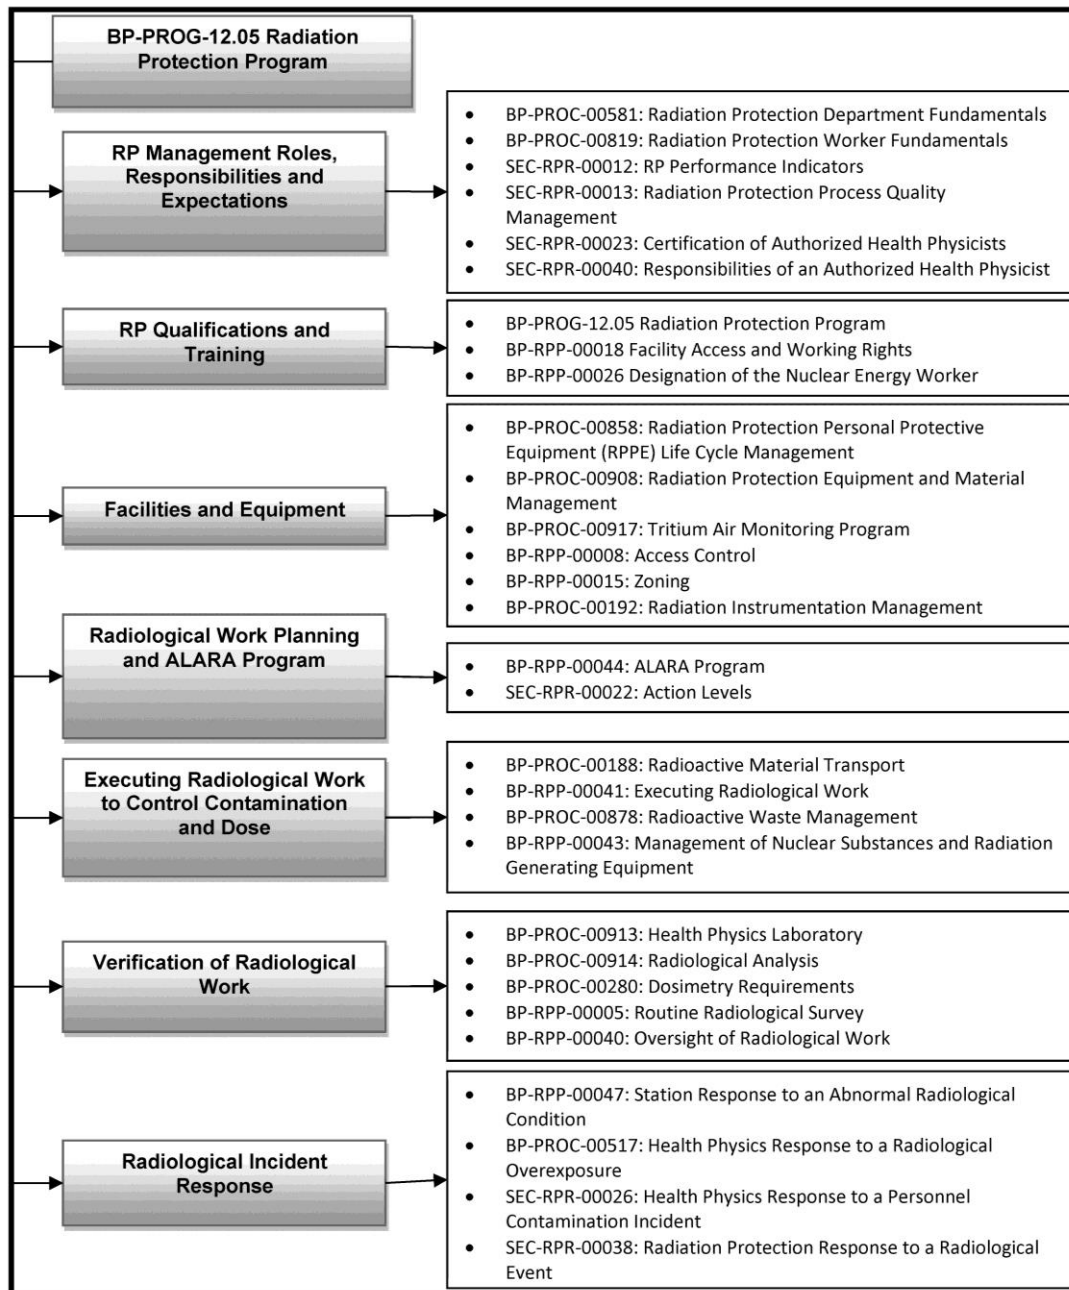 BP-PROG-12.05 Radiation
Protection Program
RP Management Roles,
Responsibilities and
Expectations
• BP-PROC-00581: Radiation Protection Department Fundamentals
• BP-PROC-00819: Radiation Protection Worker Fundamentals
• SEC-RPR-00012: RP Performance Indicators
• SEC-RPR-00013: Radiation Protection Process Quality
Management
• SEC-RPR-00023: Certification of Authorized Health Physicists
• SEC-RPR-00040: Responsibilities of an Authorized Health Physicist
RP Qualifications and
Training
• BP-PROG-12.05 Radiation Protection Program
• BP-RPP-00018 Facility Access and Working Rights
• BP-RPP-00026 Designation of the Nuclear Energy Worker
Facilities and Equipment
• BP-PROC-00858: Radiation Protection Personal Protective
Equipment (RPPE) Life Cycle Management
• BP-PROC-00908: Radiation Protection Equipment and Material
Management
• BP-PROC-00917: Tritium Air Monitoring Program
• BP-RPP-00008: Access Control
• BP-RPP-00015: Zoning
• BP-PROC-00192: Radiation Instrumentation Management
Radiological Work Planning
and ALARA Program
• BP-RPP-00044: ALARA Program
• SEC-RPR-00022: Action Levels
Executing Radiological Work
to Control Contamination
and Dose
• BP-PROC-00188: Radioactive Material Transport
• BP-RPP-00041: Executing Radiological Work
• BP-PROC-00878: Radioactive Waste Management
• BP-RPP-00043: Management of Nuclear Substances and Radiation
Generating Equipment
Verification of Radiological
Work
• BP-PROC-00913: Health Physics Laboratory
• BP-PROC-00914: Radiological Analysis
• BP-PROC-00280: Dosimetry Requirements
• BP-RPP-00005: Routine Radiological Survey
• BP-RPP-00040: Oversight of Radiological Work
Radiological Incident
Response
• BP-RPP-00047: Station Response to an Abnormal Radiological
Condition
• BP-PROC-00517: Health Physics Response to a Radiological
Overexposure
• SEC-RPR-00026: Health Physics Response to a Personnel
Contamination Incident
• SEC-RPR-00038: Radiation Protection Response to a Radiological
Event